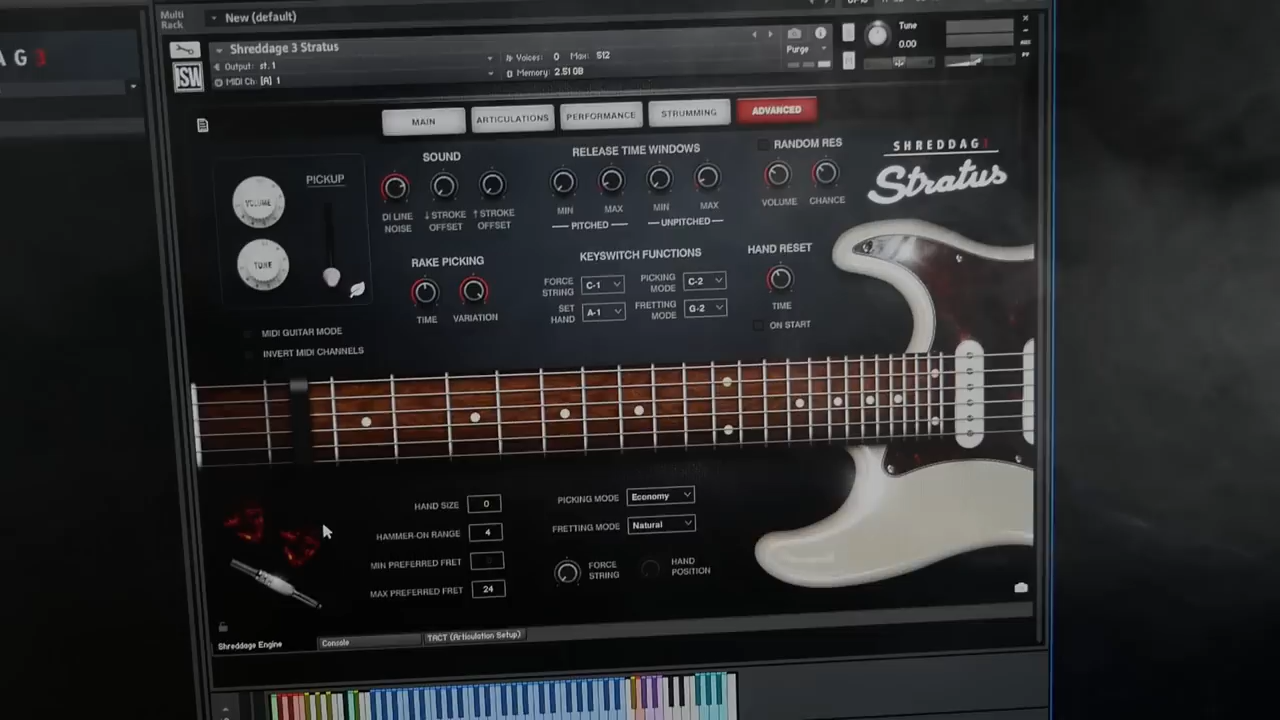 Multi
Rack
New (default)
AG3
Shreddage 3 Stratus
Output: st. 1
MIDI Ch: [A] 1
Voices: 0 Max: 512
Memory: 2.51 GB
Purge
Tune
0.00
JSW
MAIN
ARTICULATIONS
PERFORMANCE
STRUMMING
ADVANCED
SOUND
RELEASE TIME WINDOWS
RANDOM RES
SHREDDAGE3
Stratus
PICKUP
VOLUME
TONE
DI LINE
NOISE
↓ STROKE
OFFSET
↑ STROKE
OFFSET
MIN
MAX
MIN
MAX
PITCHED
UNPITCHED
VOLUME
CHANCE
RAKE PICKING
TIME
VARIATION
KEYSWITCH FUNCTIONS
FORCE
STRING
C-1
PICKING
MODE
C-2
SET
HAND
A-1
FRETTING
MODE
G-2
HAND RESET
TIME
ON START
MIDI GUITAR MODE
INVERT MIDI CHANNELS
HAND SIZE
0
HAMMER-ON RANGE
4
MIN PREFERRED FRET
MAX PREFERRED FRET
24
PICKING MODE
Economy
FRETTING MODE
Natural
FORCE
STRING
HAND
POSITION
Shreddage Engine
Console
TACT (Articulation Setup)